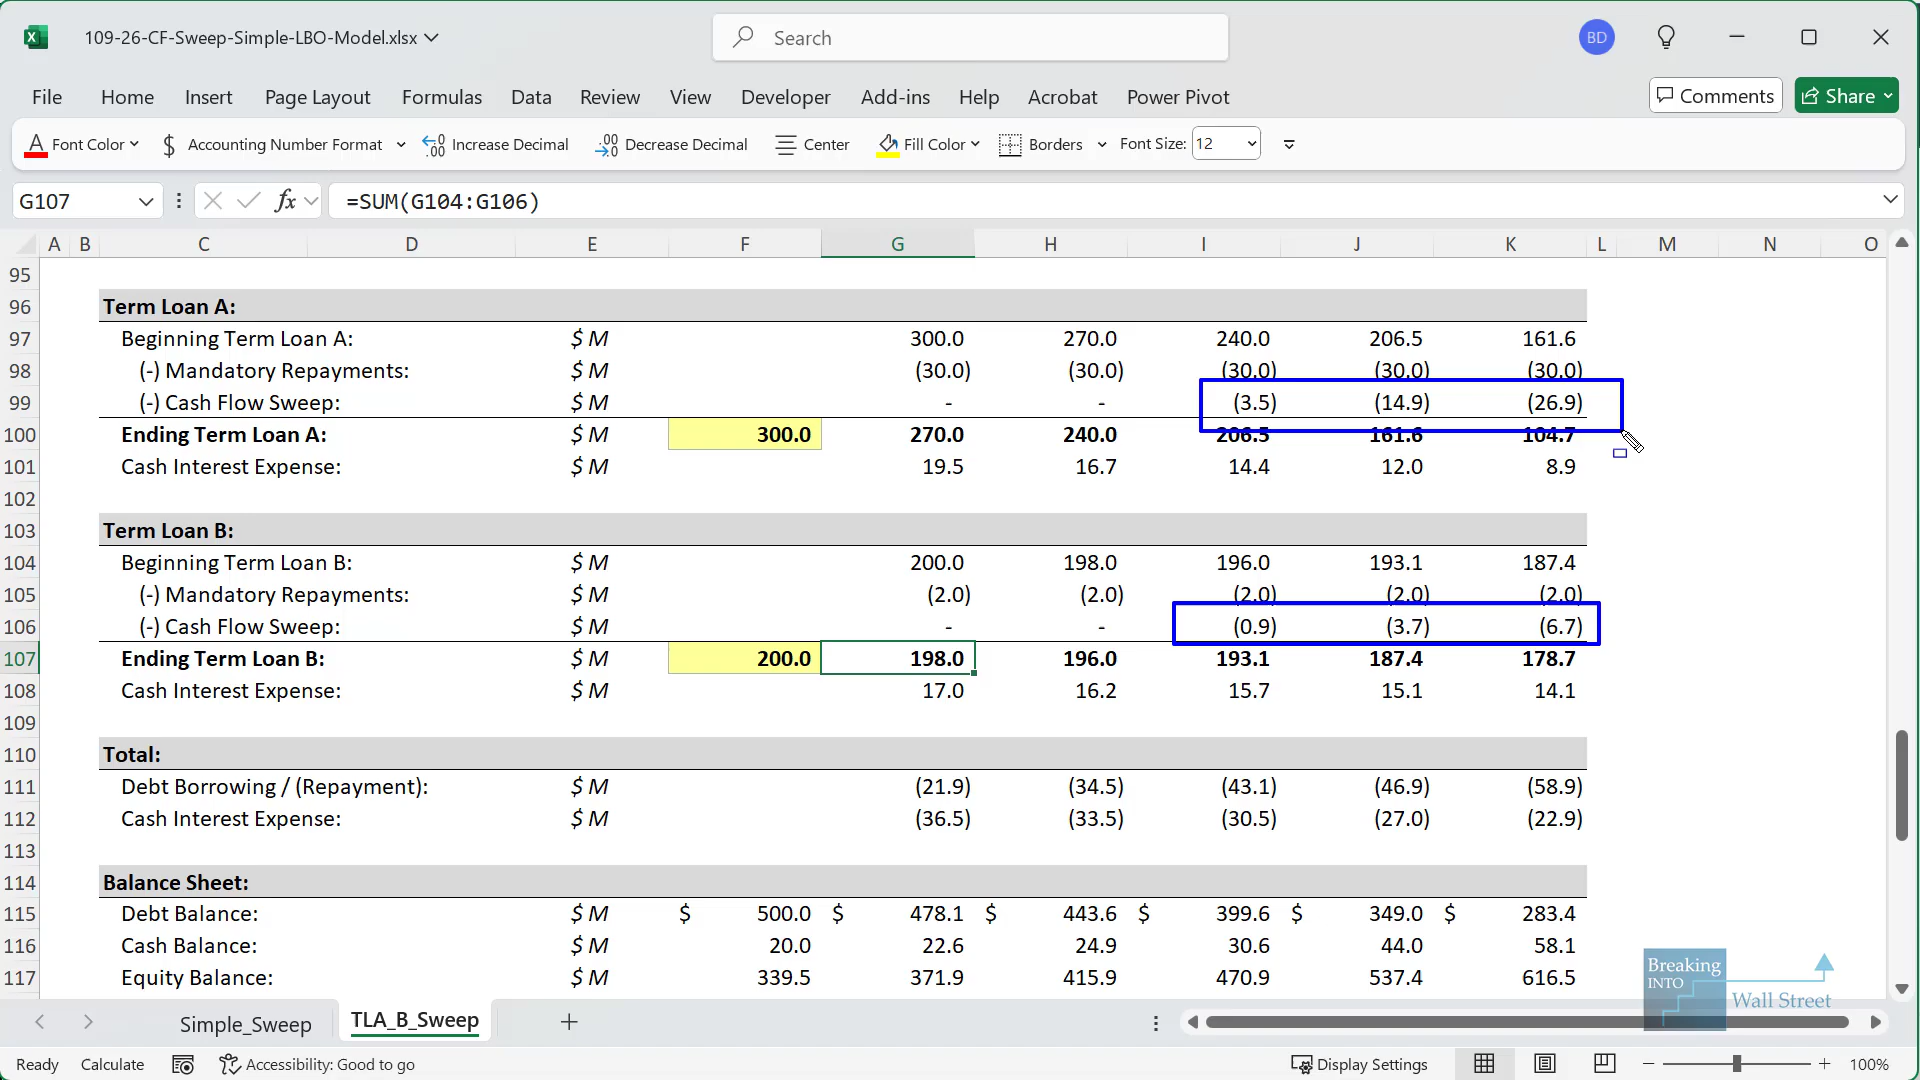 109-26-CF-Sweep-Simple-LBO-Model.xlsx Search BD
File Home Insert Page Layout Formulas Data Review View Developer Add-ins Help Acrobat Power Pivot Comments Share
Font Color $ Accounting Number Format Increase Decimal Decrease Decimal Center Fill Color Borders Font Size: 12
G107 fx =SUM(G104:G106)
A B C D E F G H I J K L M N O
95
96 Term Loan A:
97 Beginning Term Loan A: $ M 300.0 270.0 240.0 206.5 161.6
98 (-) Mandatory Repayments: $ M (30.0) (30.0) (30.0) (30.0) (30.0)
99 (-) Cash Flow Sweep: $ M - - (3.5) (14.9) (26.9)
100 Ending Term Loan A: $ M 300.0 270.0 240.0 206.5 161.6 104.7
101 Cash Interest Expense: $ M 19.5 16.7 14.4 12.0 8.9
102
103 Term Loan B:
104 Beginning Term Loan B: $ M 200.0 198.0 196.0 193.1 187.4
105 (-) Mandatory Repayments: $ M (2.0) (2.0) (2.0) (2.0) (2.0)
106 (-) Cash Flow Sweep: $ M - - (0.9) (3.7) (6.7)
107 Ending Term Loan B: $ M 200.0 198.0 196.0 193.1 187.4 178.7
108 Cash Interest Expense: $ M 17.0 16.2 15.7 15.1 14.1
109
110 Total:
111 Debt Borrowing / (Repayment): $ M (21.9) (34.5) (43.1) (46.9) (58.9)
112 Cash Interest Expense: $ M (36.5) (33.5) (30.5) (27.0) (22.9)
113
114 Balance Sheet:
115 Debt Balance: $ M $ 500.0 $ 478.1 $ 443.6 $ 399.6 $ 349.0 $ 283.4
116 Cash Balance: $ M 20.0 22.6 24.9 30.6 44.0 58.1
117 Equity Balance: $ M 339.5 371.9 415.9 470.9 537.4 616.5
Breaking
INTO
Wall Street
Simple_Sweep TLA_B_Sweep
Ready Calculate Accessibility: Good to go Display Settings 100%